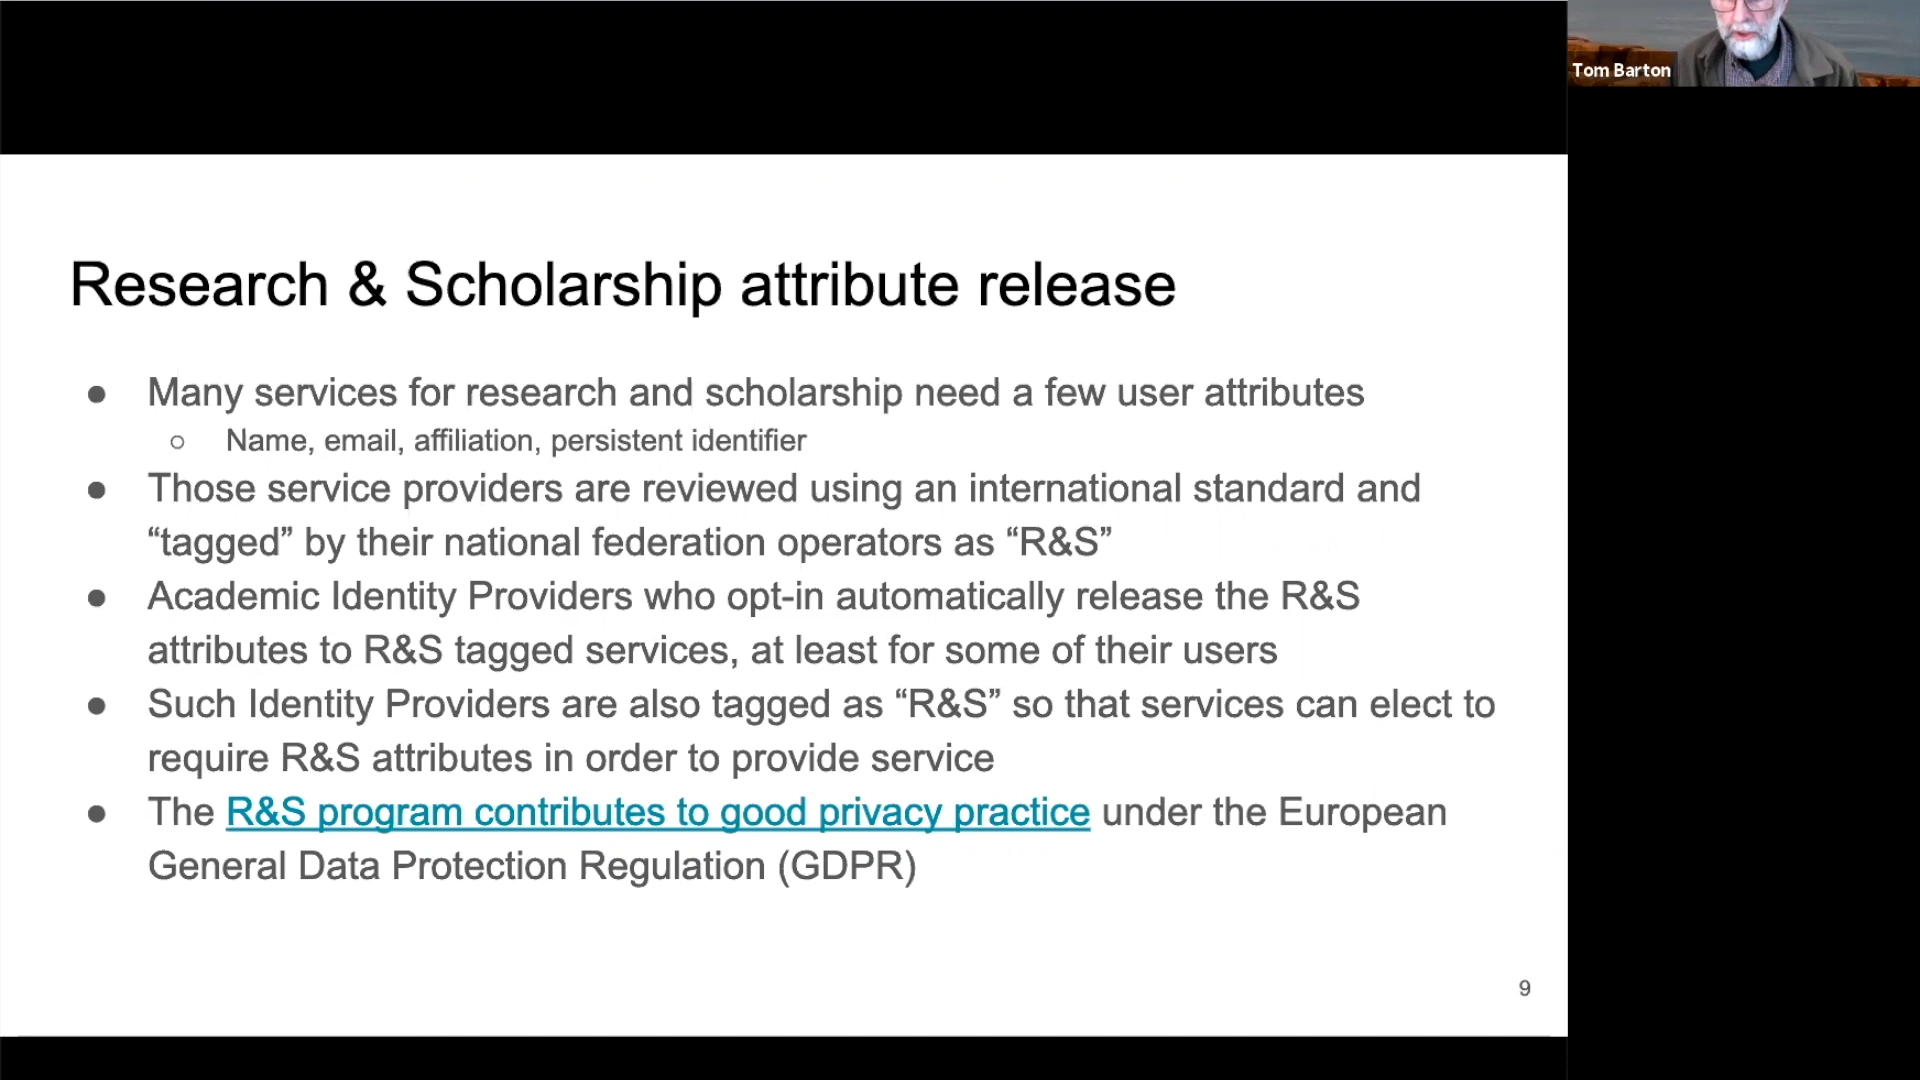 Tom Barton
Research & Scholarship attribute release
● Many services for research and scholarship need a few user attributes
○ Name, email, affiliation, persistent identifier
● Those service providers are reviewed using an international standard and
“tagged” by their national federation operators as “R&S”
● Academic Identity Providers who opt-in automatically release the R&S
attributes to R&S tagged services, at least for some of their users
● Such Identity Providers are also tagged as “R&S” so that services can elect to
require R&S attributes in order to provide service
● The R&S program contributes to good privacy practice under the European
General Data Protection Regulation (GDPR)
9